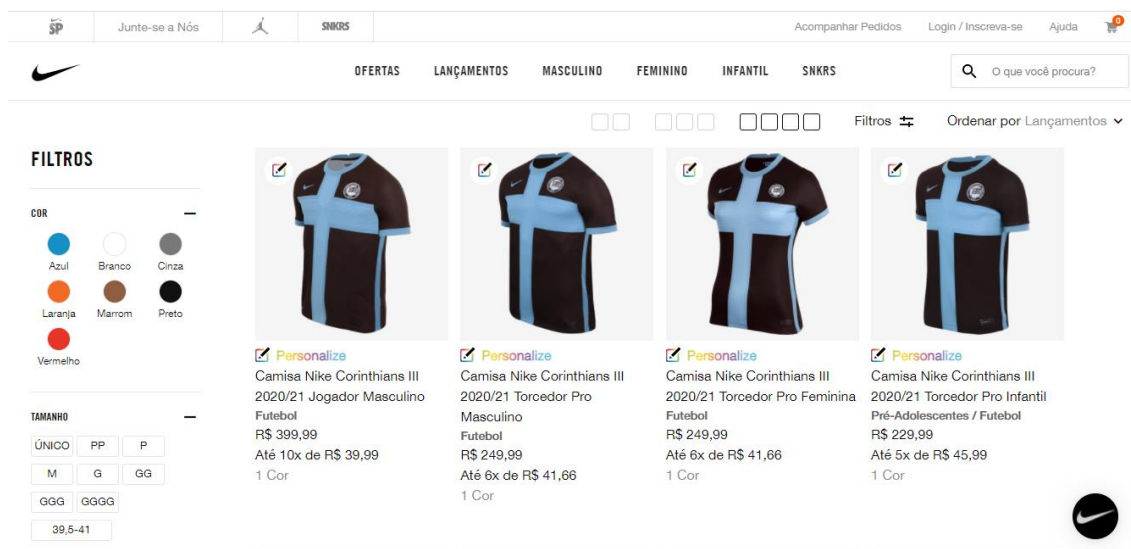 SP
Junte-se a Nós
SNKRS
Acompanhar Pedidos
Login / Inscreva-se
Ajuda
0
OFERTAS
LANÇAMENTOS
MASCULINO
FEMININO
INFANTIL
SNKRS
O que você procura?
Filtros
Ordenar por Lançamentos
FILTROS
COR
Azul
Branco
Cinza
Laranja
Marrom
Preto
Vermelho
TAMANHO
ÚNICO
PP
P
M
G
GG
GGG
GGGG
39,5-41
Personalize
Camisa Nike Corinthians III
2020/21 Jogador Masculino
Futebol
R$ 399,99
Até 10x de R$ 39,99
1 Cor
Personalize
Camisa Nike Corinthians III
2020/21 Torcedor Pro
Masculino
Futebol
R$ 249,99
Até 6x de R$ 41,66
1 Cor
Personalize
Camisa Nike Corinthians III
2020/21 Torcedor Pro Feminina
Futebol
R$ 249,99
Até 6x de R$ 41,66
1 Cor
Personalize
Camisa Nike Corinthians III
2020/21 Torcedor Pro Infantil
Pré-Adolescentes / Futebol
R$ 229,99
Até 5x de R$ 45,99
1 Cor